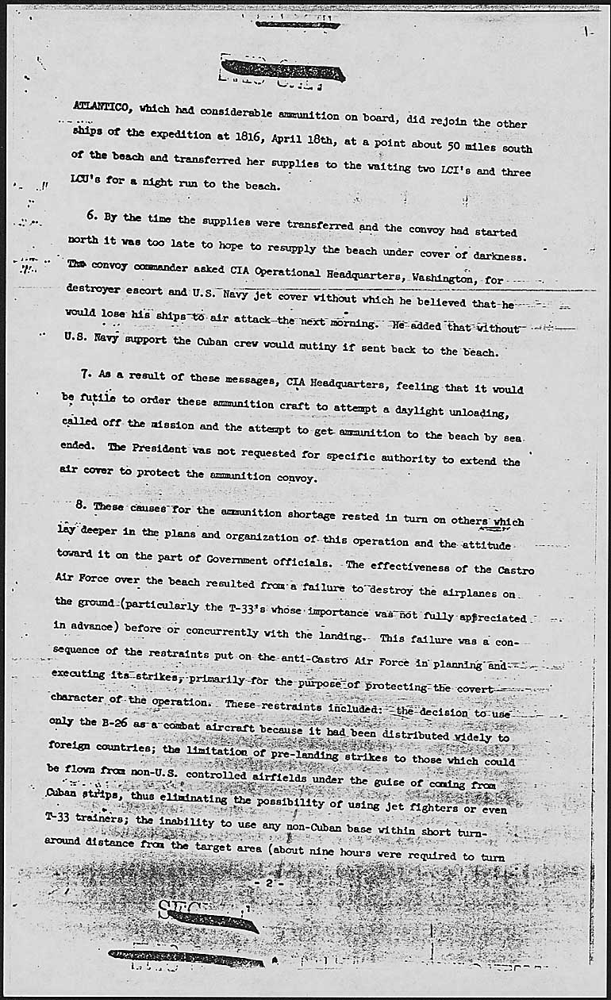 ATLANTICO, which had considerable ammunition on board, did rejoin the other
ships of the expedition at 1816, April 18th, at a point about 50 miles south
of the beach and transferred her supplies to the waiting two LCI's and three
LCU's for a night run to the beach.
6. By the time the supplies were transferred and the convoy had started
north it was too late to hope to resupply the beach under cover of darkness.
The convoy commander asked CIA Operational Headquarters, Washington, for
destroyer escort and U.S. Navy jet cover without which he believed that he
would lose his ships to air attack the next morning. He added that without
U.S. Navy support the Cuban crew would mutiny if sent back to the beach.
7. As a result of these messages, CIA Headquarters, feeling that it would
be futile to order these ammunition craft to attempt a daylight unloading,
called off the mission and the attempt to get ammunition to the beach by sea
ended. The President was not requested for specific authority to extend the
air cover to protect the ammunition convoy.
8. These causes for the ammunition shortage rested in turn on others which
lay deeper in the plans and organization of this operation and the attitude
toward it on the part of Government officials. The effectiveness of the Castro
Air Force over the beach resulted from a failure to destroy the airplanes on
the ground (particularly the T-33's whose importance was not fully appreciated
in advance) before or concurrently with the landing. This failure was a con-
sequence of the restraints put on the anti-Castro Air Force in planning and
executing its strikes, primarily for the purpose of protecting the covert
character of the operation. These restraints included: the decision to use
only the B-26 as a combat aircraft because it had been distributed widely to
foreign countries; the limitation of pre-landing strikes to those which could
be flown from non-U.S. controlled airfields under the guise of coming from
Cuban strips, thus eliminating the possibility of using jet fighters or even
T-33 trainers; the inability to use any non-Cuban base within short turn-
around distance from the target area (about nine hours were required to turn
- 2 -